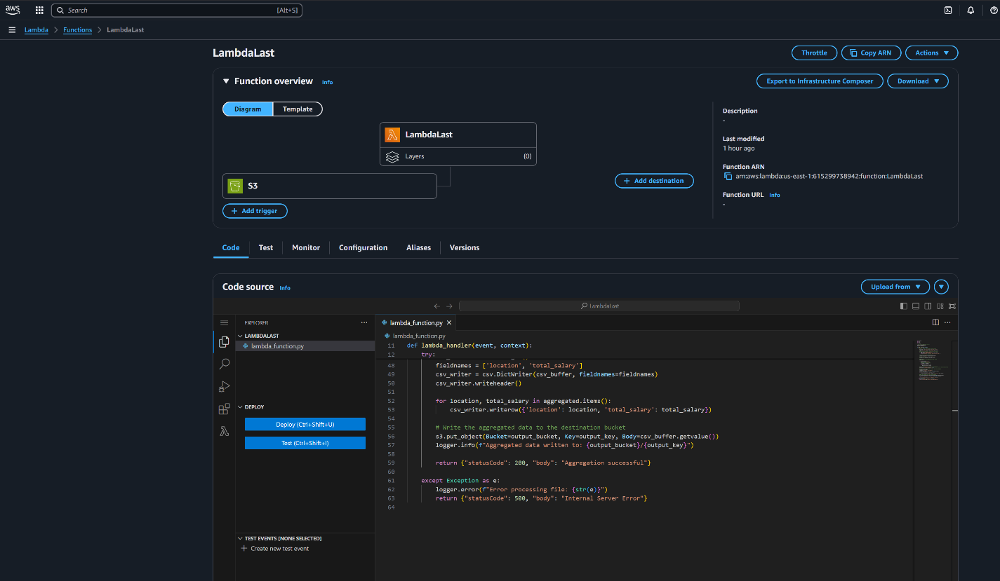 aws
Search
[Alt+S]
Lambda
Functions
LambdaLast
LambdaLast
Throttle
Copy ARN
Actions
Function overview
Info
Export to Infrastructure Composer
Download
Diagram
Template
LambdaLast
Layers
(0)
S3
Add trigger
Add destination
Description
-
Last modified
1 hour ago
Function ARN
arn:aws:lambda:us-east-1:615299738942:function:LambdaLast
Function URL Info
-
Code
Test
Monitor
Configuration
Aliases
Versions
Code source Info
Upload from
LambdaLast
EXPLORER
LAMBDALAST
lambda_function.py
DEPLOY
Deploy (Ctrl+Shift+U)
Test (Ctrl+Shift+I)
TEST EVENTS [NONE SELECTED]
Create new test event
lambda_function.py
lambda_function.py
11 def lambda_handler(event, context):
12 try:
48 fieldnames = ['location', 'total_salary']
49 csv_writer = csv.DictWriter(csv_buffer, fieldnames=fieldnames)
50 csv_writer.writeheader()
51
52 for location, total_salary in aggregated.items():
53 csv_writer.writerow({'location': location, 'total_salary': total_salary})
54
55 # Write the aggregated data to the destination bucket
56 s3.put_object(Bucket=output_bucket, Key=output_key, Body=csv_buffer.getvalue())
57 logger.info(f"Aggregated data written to: {output_bucket}/{output_key}")
58
59 return {"statusCode": 200, "body": "Aggregation successful"}
60
61 except Exception as e:
62 logger.error(f"Error processing file: {str(e)}")
63 return {"statusCode": 500, "body": "Internal Server Error"}
64